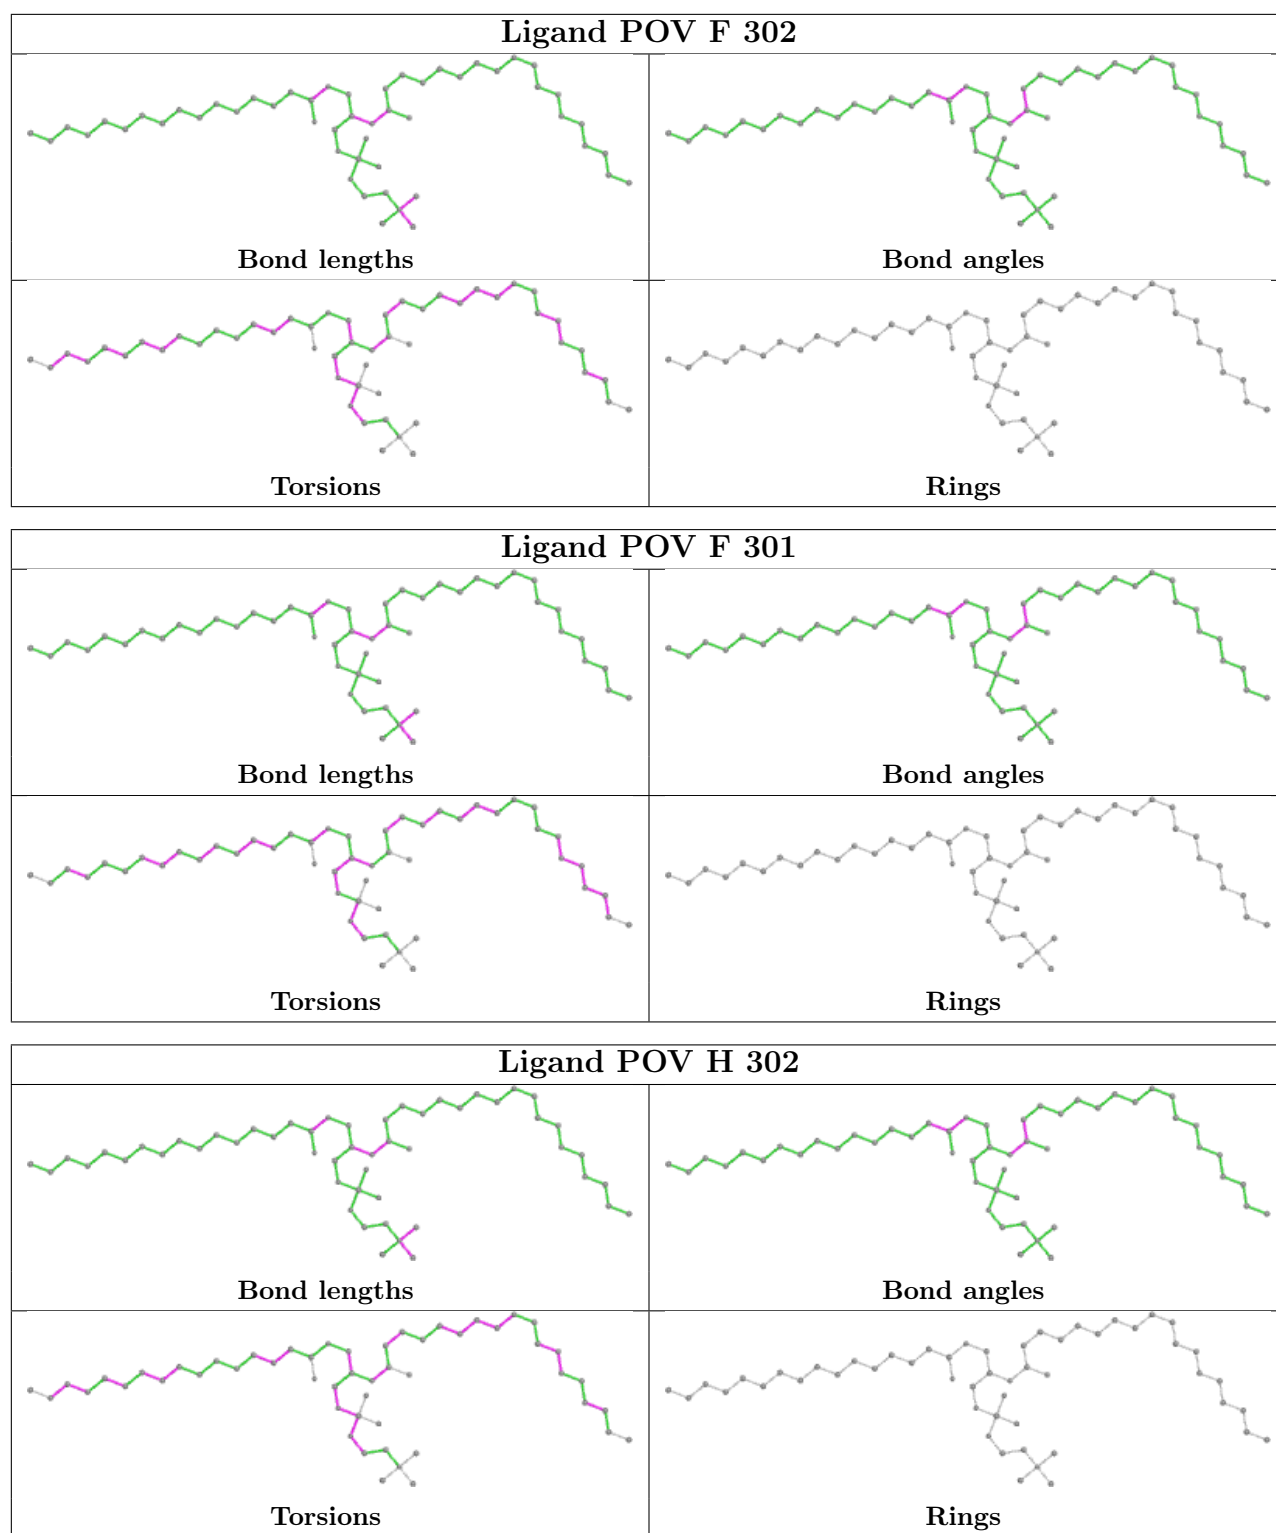 Ligand POV F 302
Bond lengths
Bond angles
Torsions
Rings
Ligand POV F 301
Bond lengths
Bond angles
Torsions
Rings
Ligand POV H 302
Bond lengths
Bond angles
Torsions
Rings